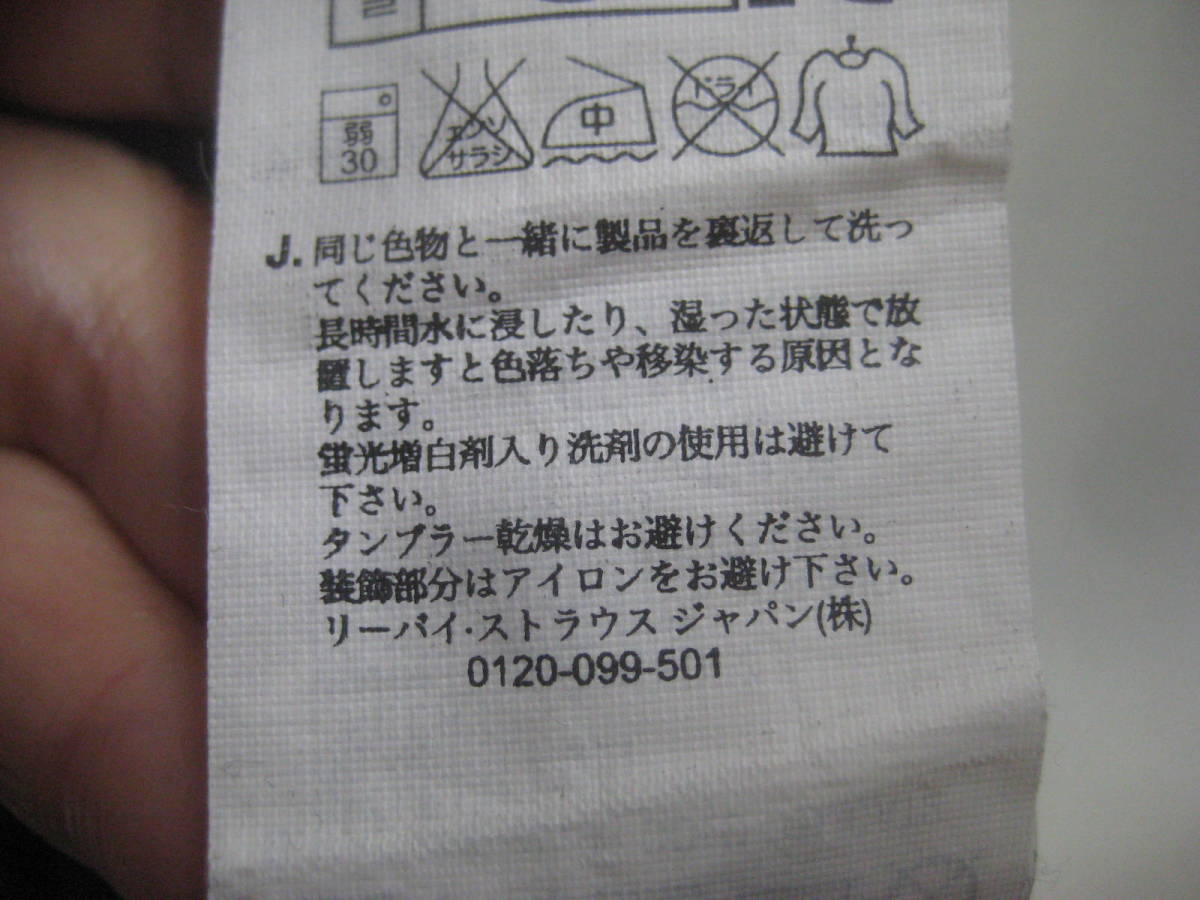 弱
30
エンソ
サラシ
中
ドライ
J. 同じ色物と一緒に製品を裏返して洗っ
てください。
長時間水に浸したり、湿った状態で放
置しますと色落ちや移染する原因とな
ります。
蛍光増白剤入り洗剤の使用は避けて
下さい。
タンブラー乾燥はお避けください。
装飾部分はアイロンをお避け下さい。
リーバイ·ストラウス ジャパン(株)
0120-099-501